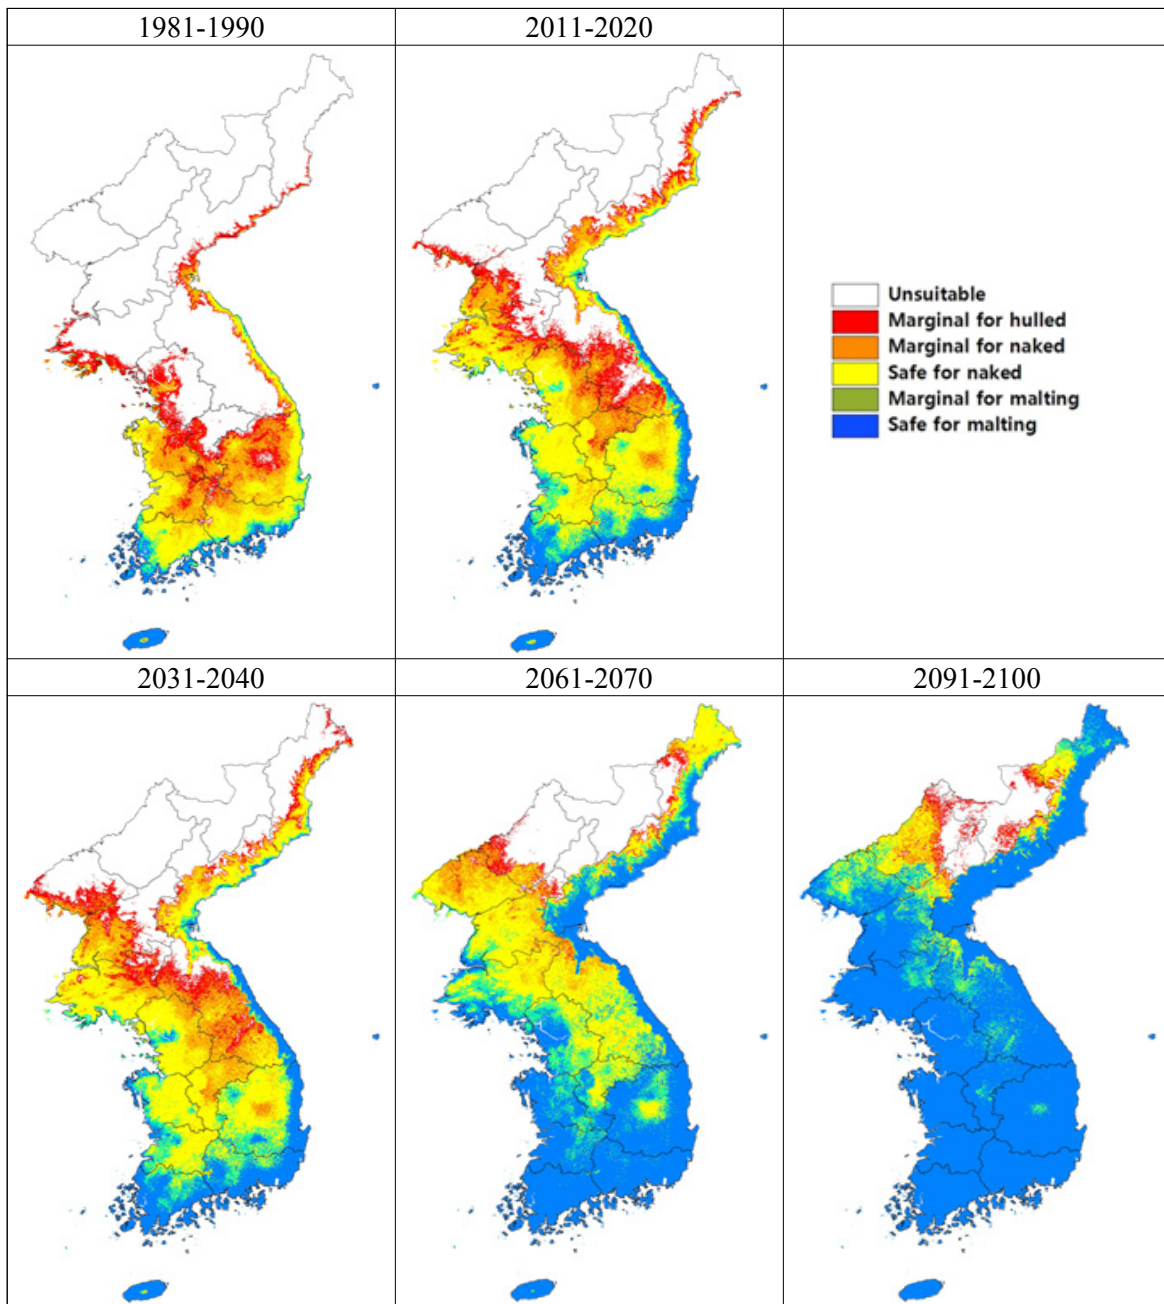 1981-1990
2011-2020
Unsuitable
Marginal for hulled
Marginal for naked
Safe for naked
Marginal for malting
Safe for malting
2031-2040
2061-2070
2091-2100